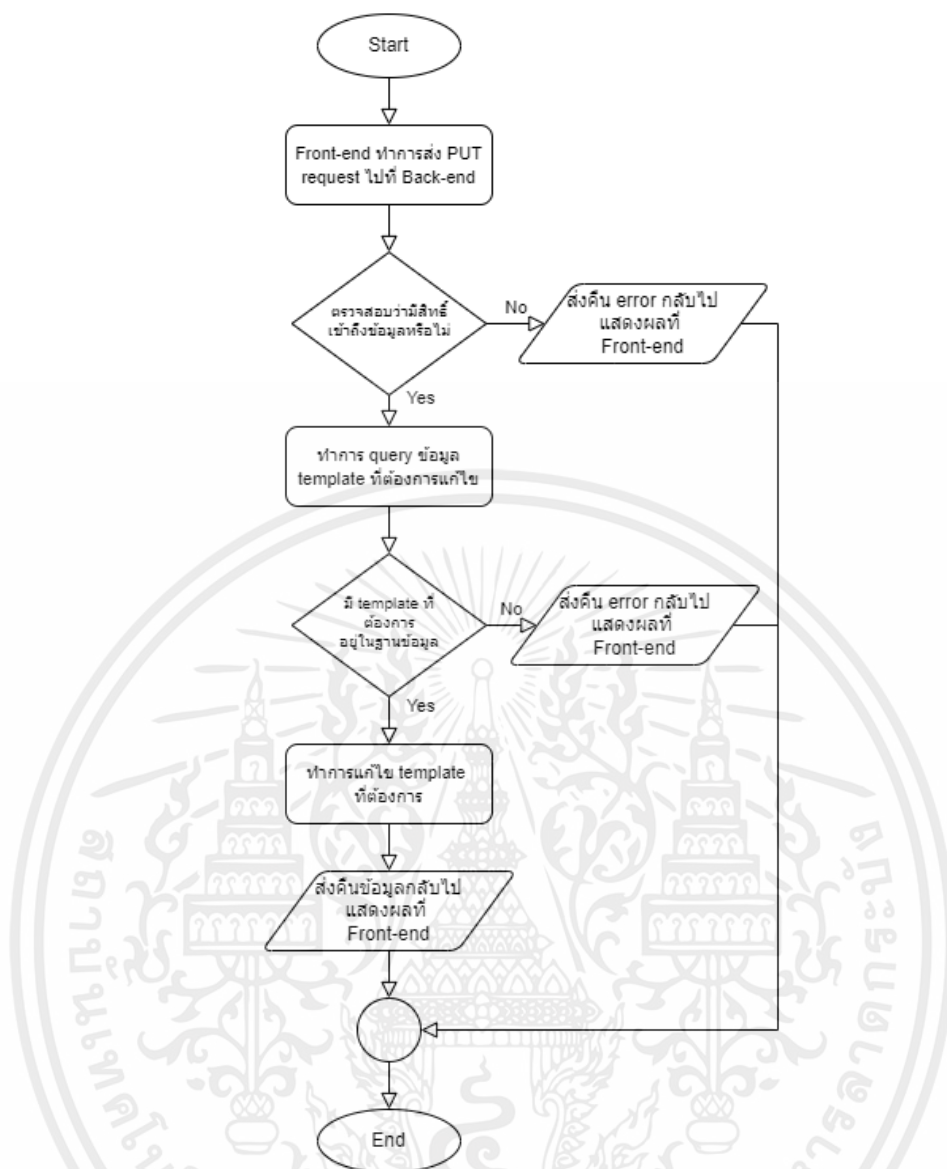 Start
Front-end ทำการส่ง PUT
request ไปที่ Back-end
ตรวจสอบว่ามีสิทธิ์
เข้าถึงข้อมูลหรือไม่
No
ส่งคืน error กลับไป
แสดงผลที่
Front-end
Yes
ทำการ query ข้อมูล
template ที่ต้องการแก้ไข
มี template ที่
ต้องการ
อยู่ในฐานข้อมูล
No
ส่งคืน error กลับไป
แสดงผลที่
Front-end
Yes
ทำการแก้ไข template
ที่ต้องการ
ส่งคืนข้อมูลกลับไป
แสดงผลที่
Front-end
End